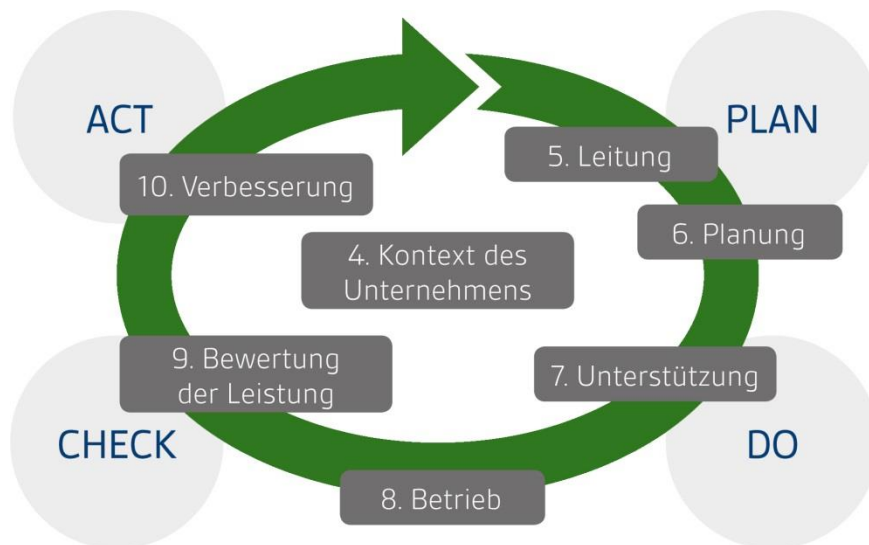 ACT
PLAN
5. Leitung
10. Verbesserung
6. Planung
4. Kontext des
Unternehmens
9. Bewertung
der Leistung
7. Unterstützung
CHECK
DO
8. Betrieb